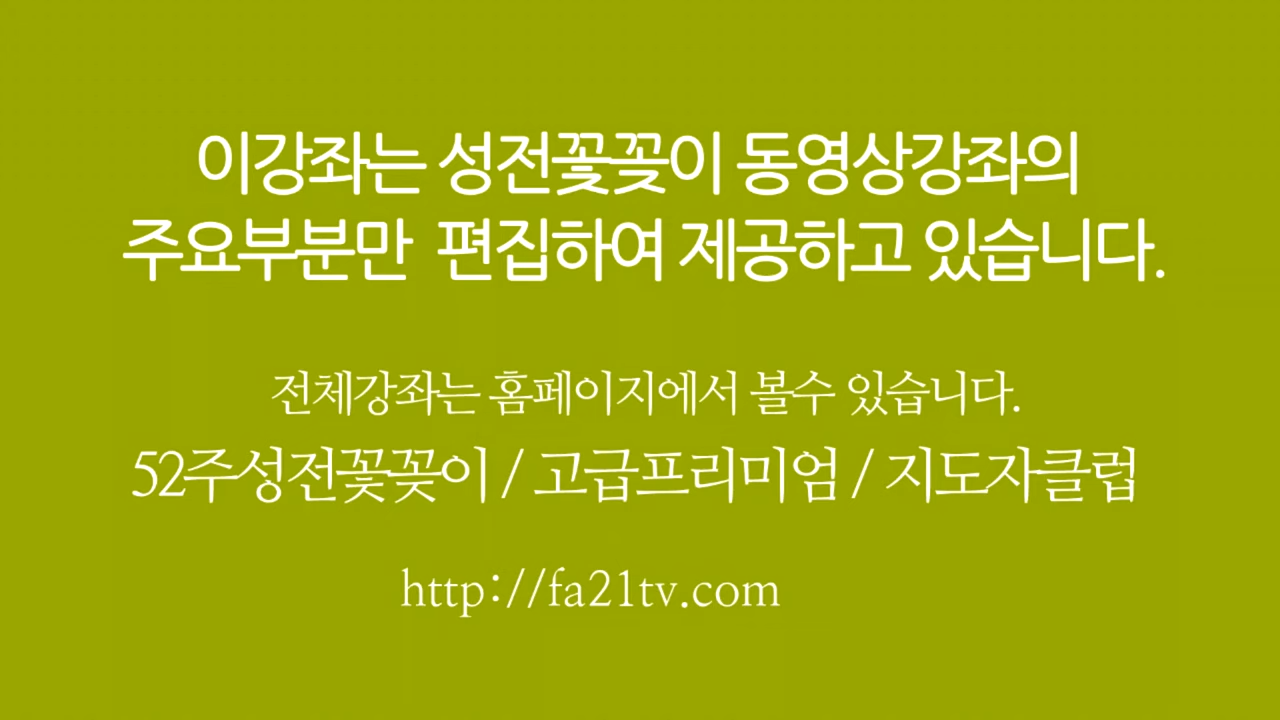 이강좌는 성전꽃꽂이 동영상강좌의
주요부분만 편집하여 제공하고 있습니다.
전체강좌는 홈페이지에서 볼수 있습니다.
52주성전꽃꽂이 / 고급프리미엄 / 지도자클럽
http://fa21tv.com